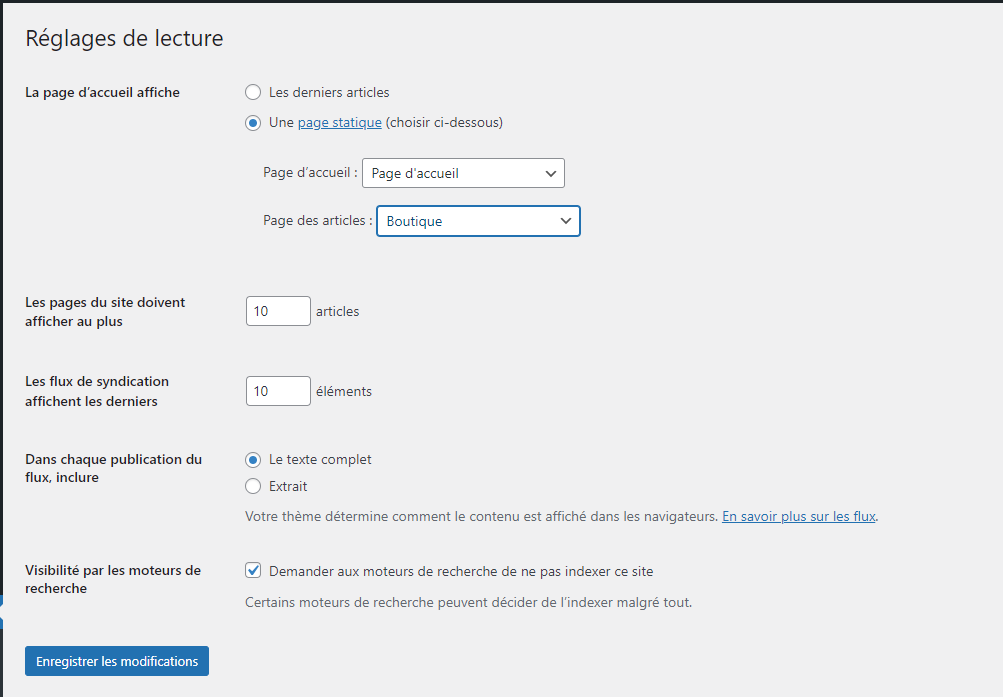 Réglages de lecture
La page d’accueil affiche
Les derniers articles
Une page statique (choisir ci-dessous)
Page d’accueil : Page d'accueil
Page des articles : Boutique
Les pages du site doivent
afficher au plus
10 articles
Les flux de syndication
affichent les derniers
10 éléments
Dans chaque publication du
flux, inclure
Le texte complet
Extrait
Votre thème détermine comment le contenu est affiché dans les navigateurs. En savoir plus sur les flux.
Visibilité par les moteurs de
recherche
Demander aux moteurs de recherche de ne pas indexer ce site
Certains moteurs de recherche peuvent décider de l’indexer malgré tout.
Enregistrer les modifications